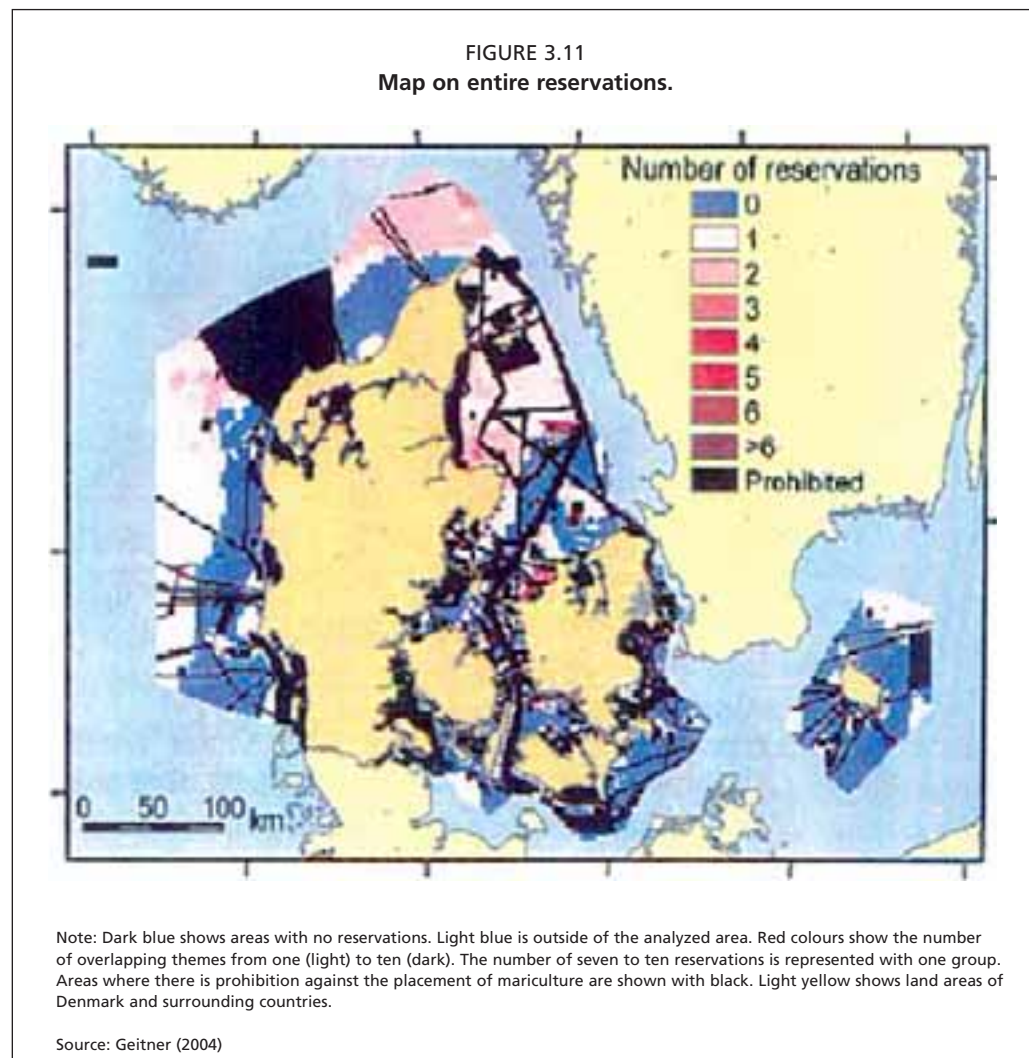 FIGURE 3.11
Map on entire reservations.
Number of reservations
0
1
2
3
4
5
6
>6
Prohibited
0 50 100 km
Note: Dark blue shows areas with no reservations. Light blue is outside of the analyzed area. Red colours show the number
of overlapping themes from one (light) to ten (dark). The number of seven to ten reservations is represented with one group.
Areas where there is prohibition against the placement of mariculture are shown with black. Light yellow shows land areas of
Denmark and surrounding countries.
Source: Geitner (2004)